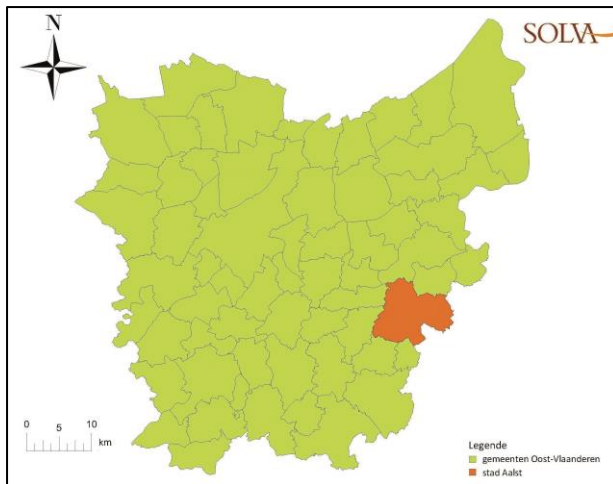 N
SOLVA
0 5 10
km
Legende
gemeenten Oost-Vlaanderen
stad Aalst